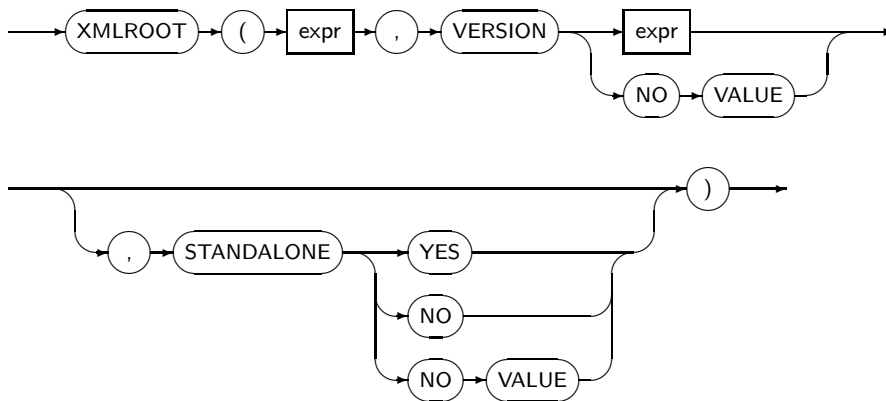 XMLROOT ( expr , VERSION expr
NO VALUE
, STANDALONE YES )
NO
NO VALUE